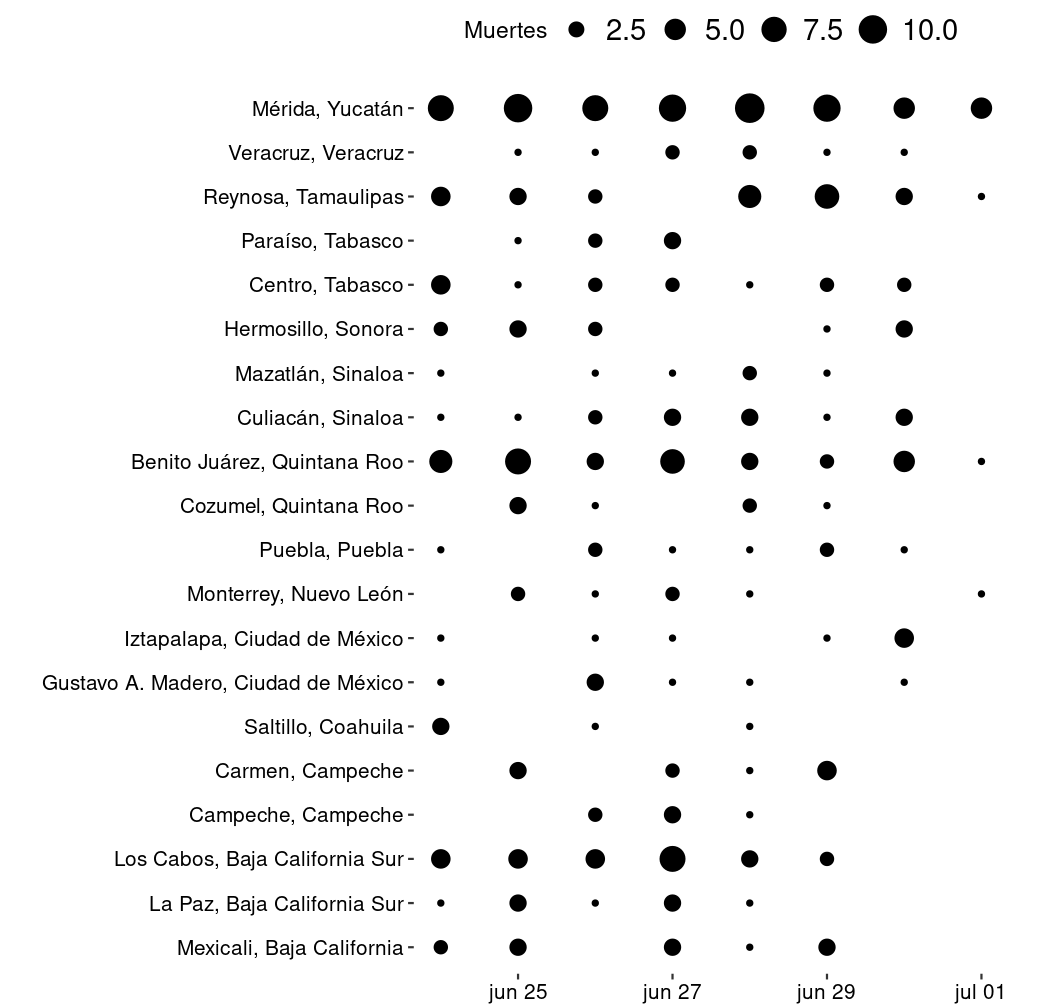 Muertes 2.5 5.0 7.5 10.0
Mérida, Yucatán
Veracruz, Veracruz
Reynosa, Tamaulipas
Paraíso, Tabasco
Centro, Tabasco
Hermosillo, Sonora
Mazatlán, Sinaloa
Culiacán, Sinaloa
Benito Juárez, Quintana Roo
Cozumel, Quintana Roo
Puebla, Puebla
Monterrey, Nuevo León
Iztapalapa, Ciudad de México
Gustavo A. Madero, Ciudad de México
Saltillo, Coahuila
Carmen, Campeche
Campeche, Campeche
Los Cabos, Baja California Sur
La Paz, Baja California Sur
Mexicali, Baja California
jun 25 jun 27 jun 29 jul 01